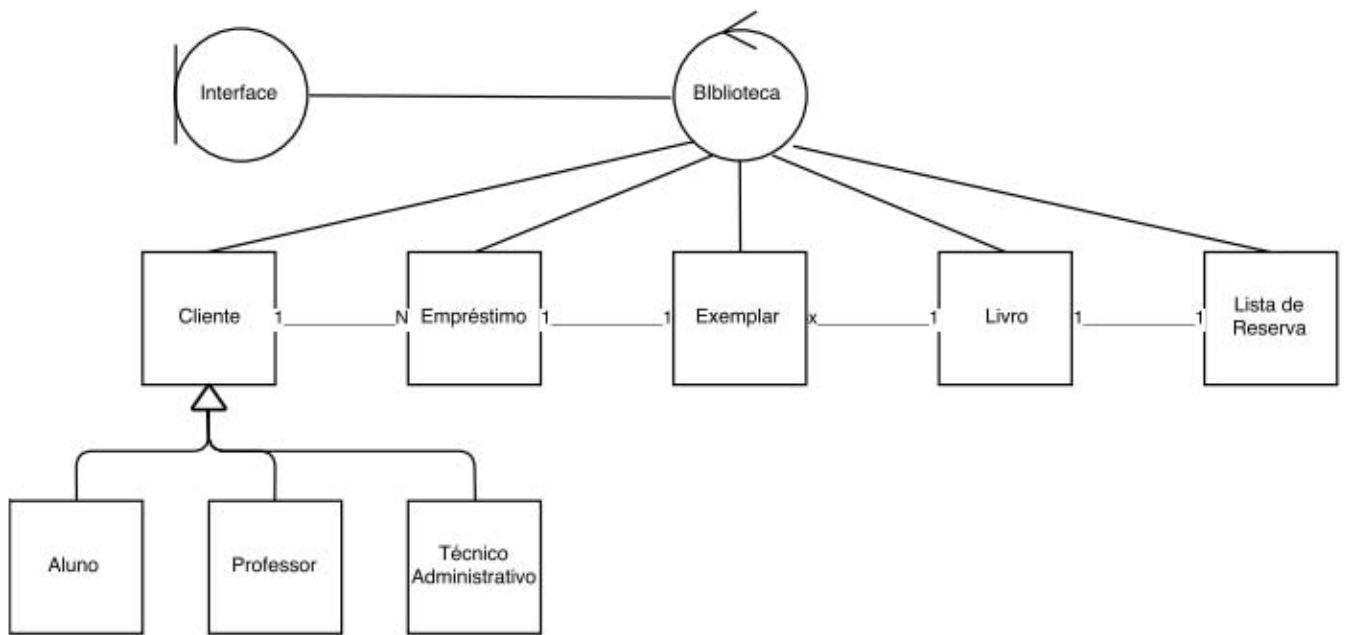 Interface
BIblioteca
Cliente
1
N
Empréstimo
1
1
Exemplar
x
1
Livro
1
1
Lista de
Reserva
Aluno
Professor
Técnico
Administrativo